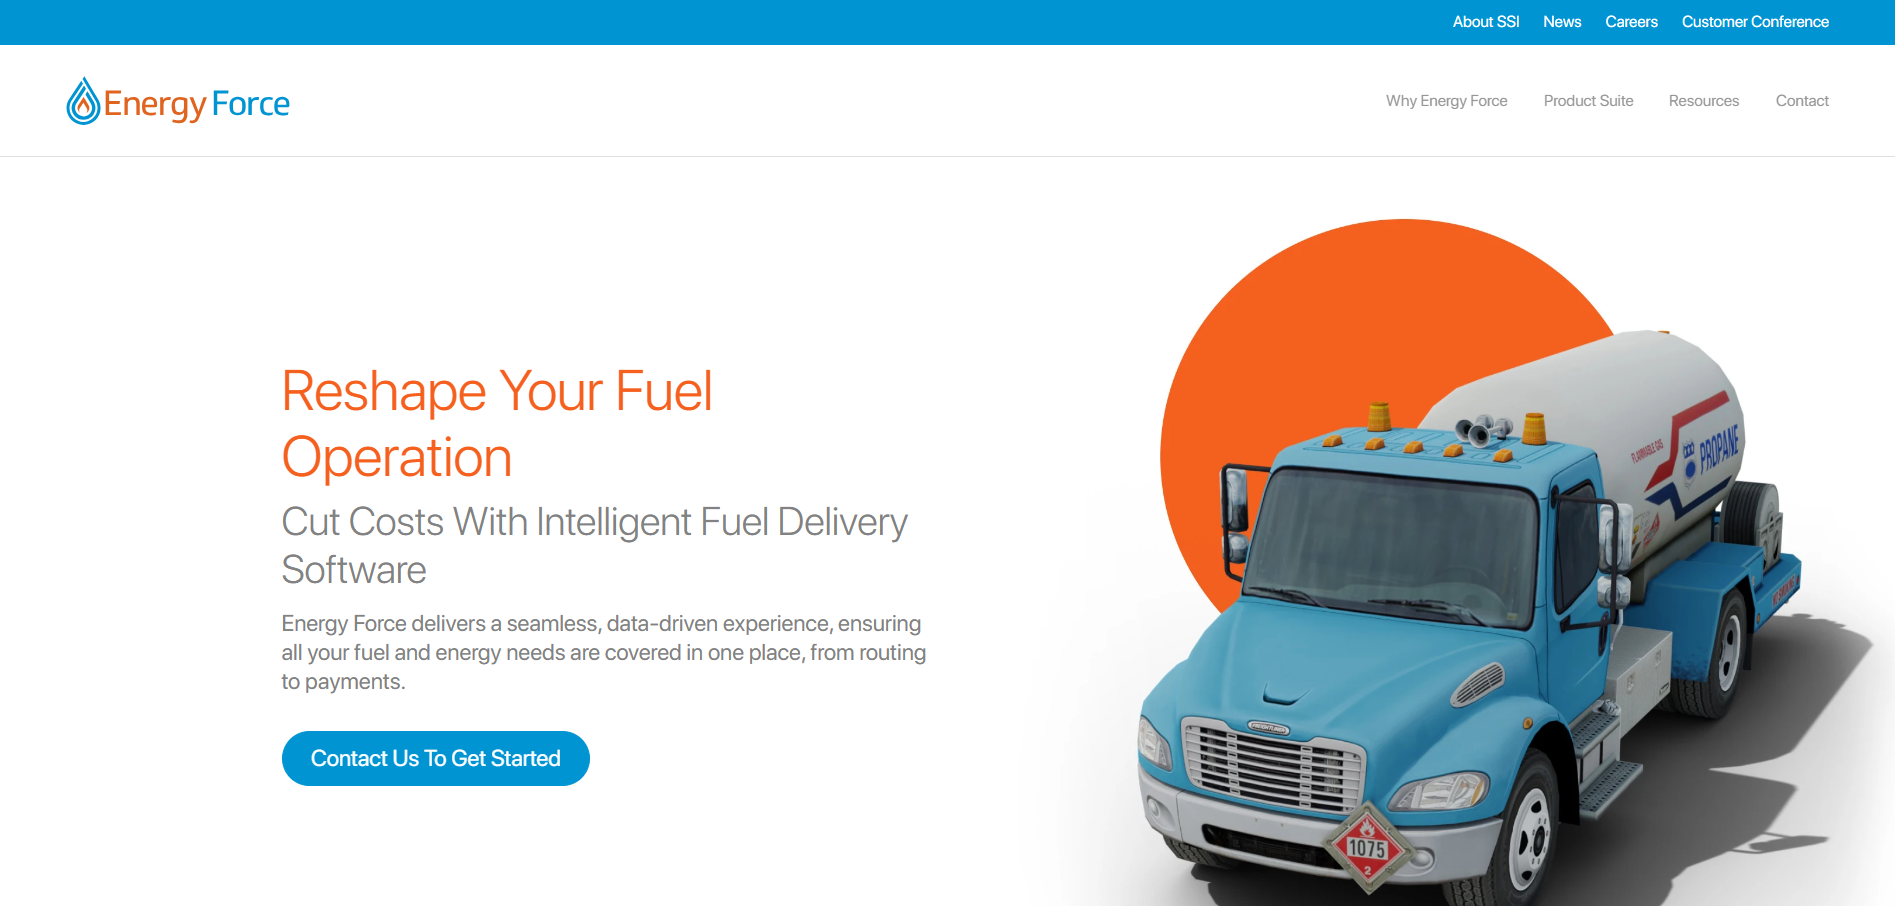 About SSI News Careers Customer Conference
Energy Force
Why Energy Force Product Suite Resources Contact
Reshape Your Fuel
Operation
Cut Costs With Intelligent Fuel Delivery
Software
Energy Force delivers a seamless, data-driven experience, ensuring
all your fuel and energy needs are covered in one place, from routing
to payments.
Contact Us To Get Started
FLAMMABLE GAS
PROPANE
FREIGHTLINER
1075
2